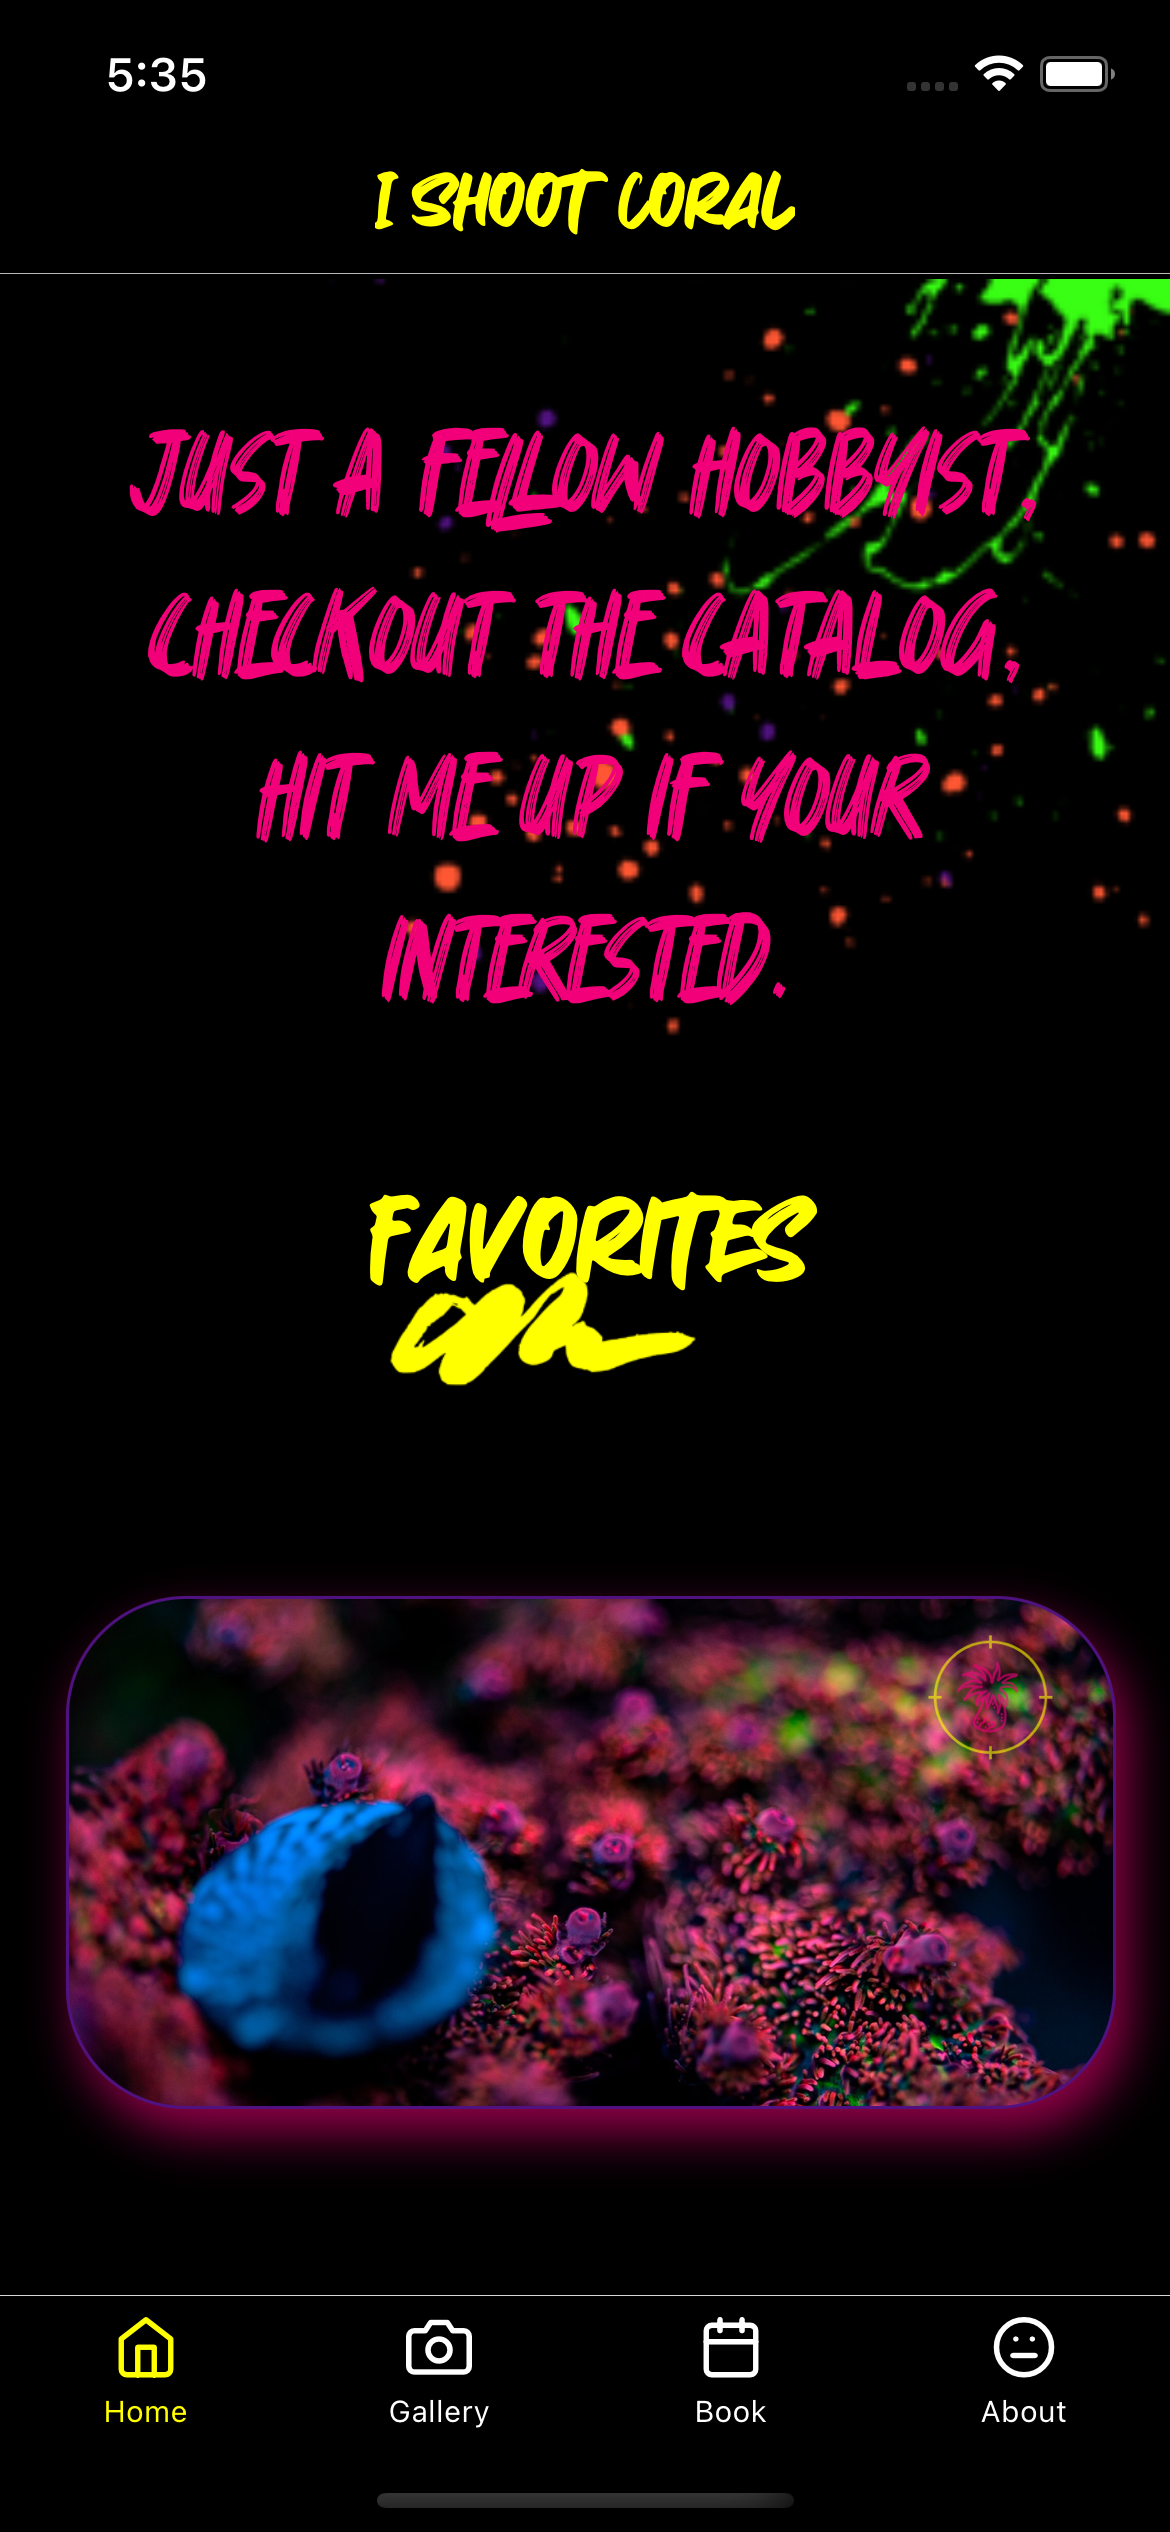 5:35
I SHOOT CORAL
JUST A FELLOW HOBBYIST,
CHECKOUT THE CATALOG,
HIT ME UP IF YOUR
INTERESTED.
FAVORITES
Home Gallery Book About